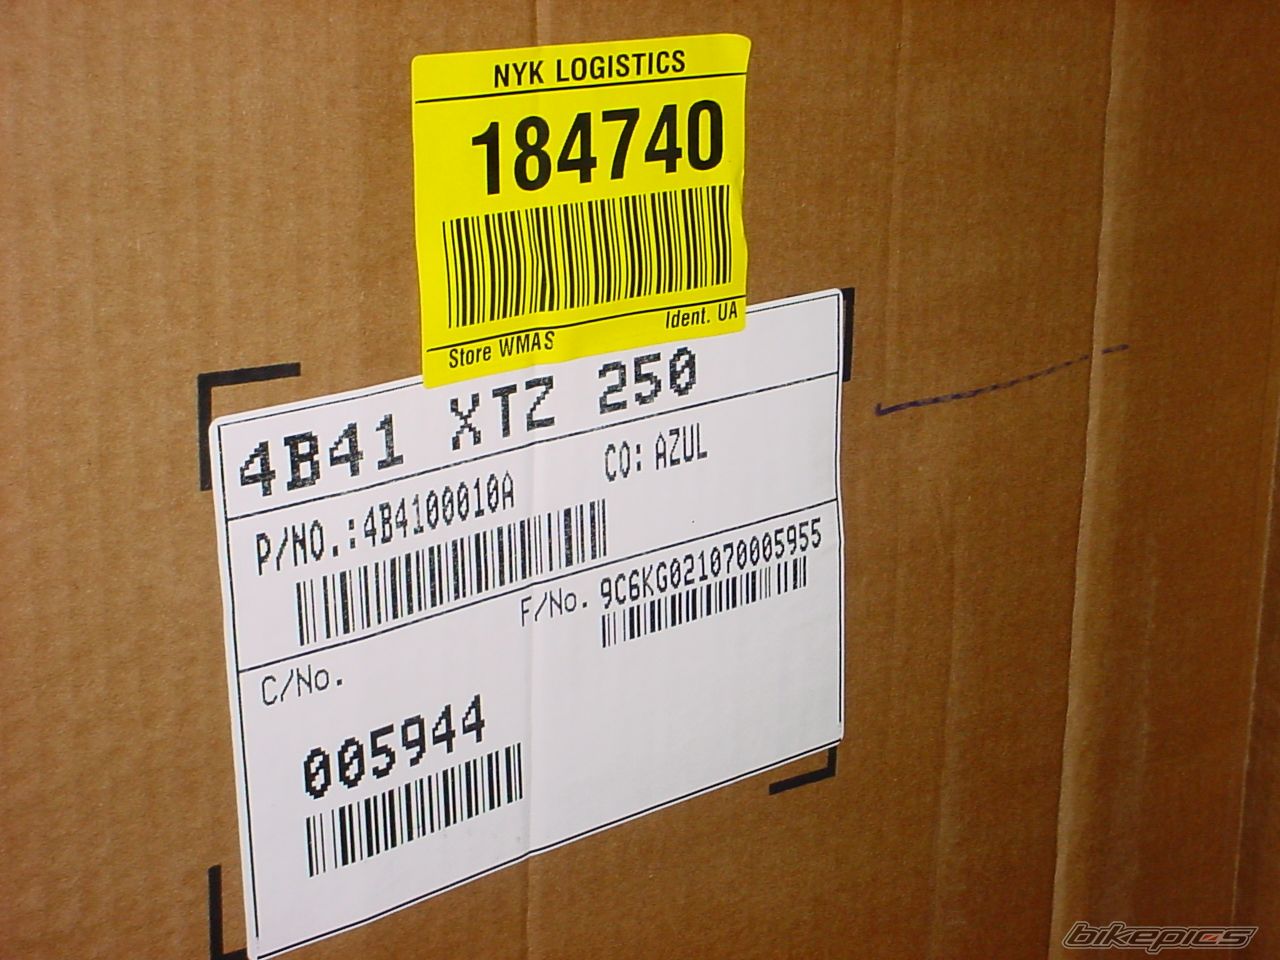 NYK LOGISTICS
184740
Store WMAS
Ident. UA
4B41 XTZ 250
P/NO.:4B4100010A
CO: AZUL
F/No. 9C6KG021070005955
C/No.
005944
bikepics